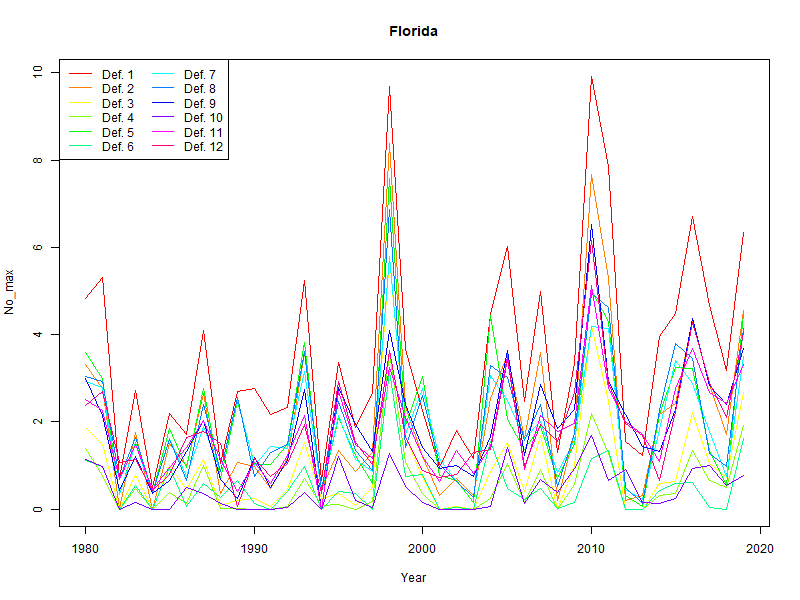 Florida
Def. 1 Def. 7
Def. 2 Def. 8
Def. 3 Def. 9
Def. 4 Def. 10
Def. 5 Def. 11
Def. 6 Def. 12
10
8
6
4
2
0
No_max
1980 1990 2000 2010 2020
Year